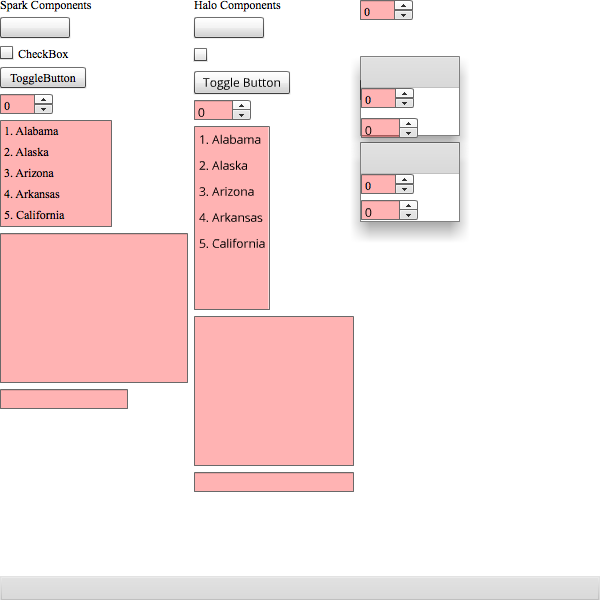 Spark Components
CheckBox
ToggleButton
0
1. Alabama
2. Alaska
3. Arizona
4. Arkansas
5. California
Halo Components
Toggle Button
0
1. Alabama
2. Alaska
3. Arizona
4. Arkansas
5. California
0
0
0
0
0